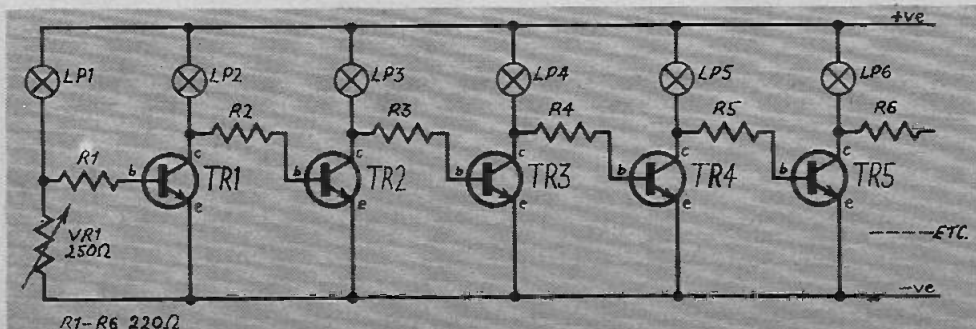 +ve
LP1
LP2
LP3
LP4
LP5
LP6
R1
R2
R3
R4
R5
R6
b
c
e
TR1
b
c
e
TR2
b
c
e
TR3
b
c
e
TR4
b
c
e
TR5
VR1
250Ω
----ETC.
-ve
R1-R6 220Ω